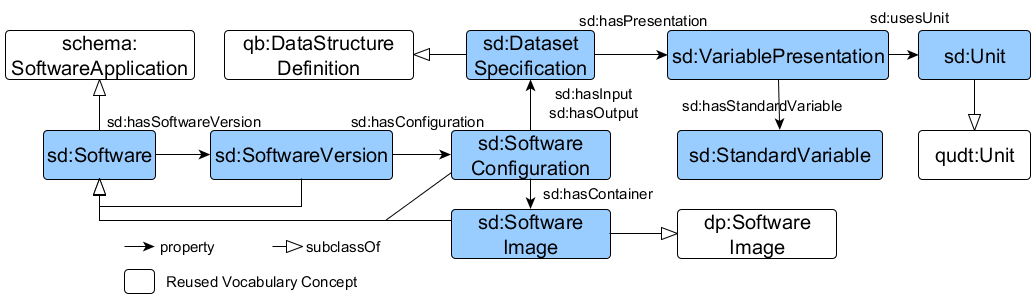 sd:hasPresentation
sd:usesUnit
schema:
SoftwareApplication
qb:DataStructure
Definition
sd:Dataset
Specification
sd:VariablePresentation
sd:Unit
sd:hasInput
sd:hasOutput
sd:hasStandardVariable
sd:hasSoftwareVersion
sd:hasConfiguration
sd:Software
sd:SoftwareVersion
sd:Software
Configuration
sd:StandardVariable
qudt:Unit
sd:hasContainer
sd:Software
Image
dp:Software
Image
property
subclassOf
Reused Vocabulary Concept